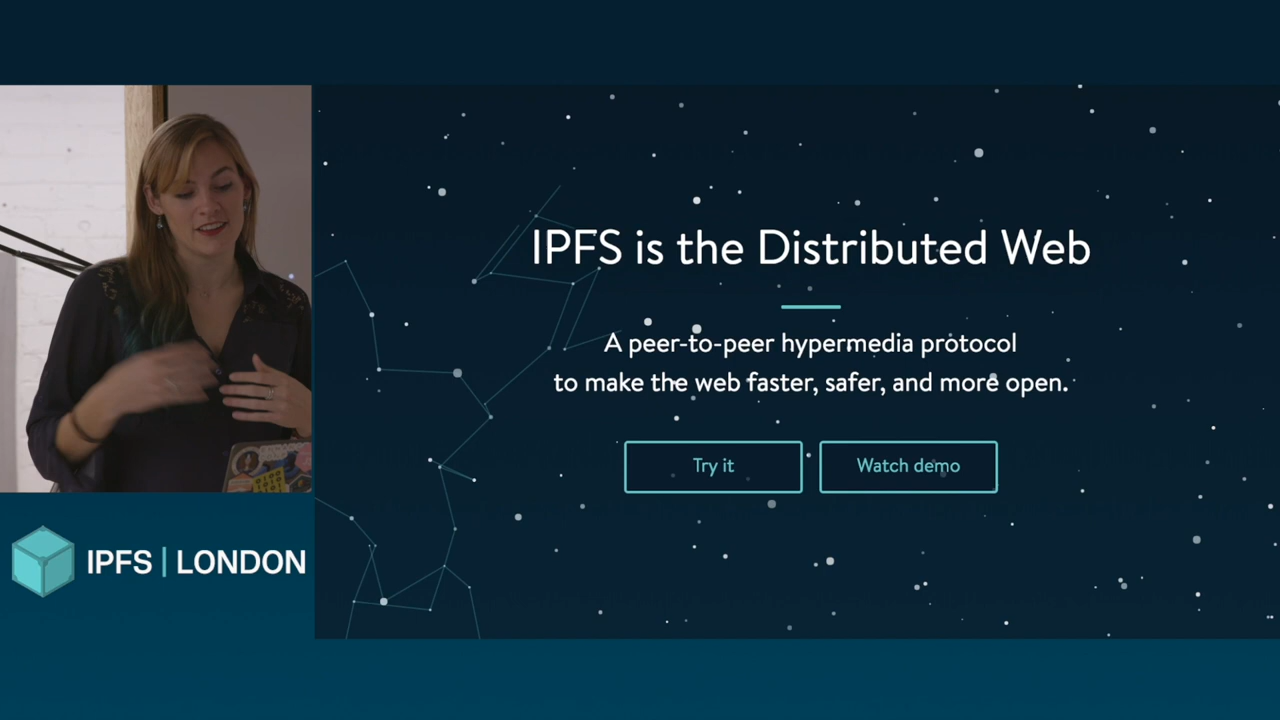 IPFS is the Distributed Web
A peer-to-peer hypermedia protocol
to make the web faster, safer, and more open.
Try it
Watch demo
IPFS | LONDON